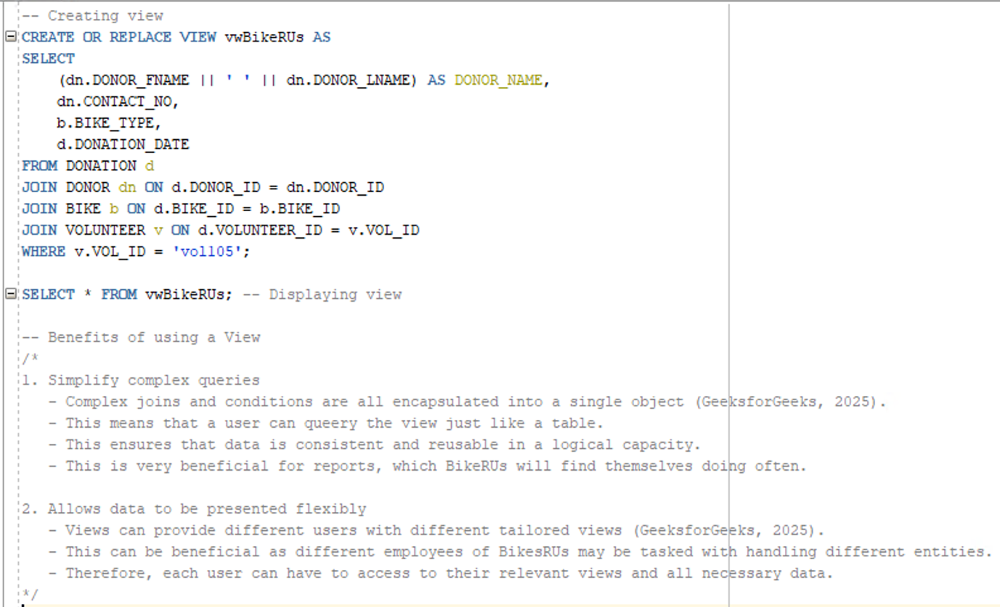 -- Creating view
CREATE OR REPLACE VIEW vwBikeRUs AS
SELECT
    (dn.DONOR_FNAME || ' ' || dn.DONOR_LNAME) AS DONOR_NAME,
    dn.CONTACT_NO,
    b.BIKE_TYPE,
    d.DONATION_DATE
FROM DONATION d
JOIN DONOR dn ON d.DONOR_ID = dn.DONOR_ID
JOIN BIKE b ON d.BIKE_ID = b.BIKE_ID
JOIN VOLUNTEER v ON d.VOLUNTEER_ID = v.VOL_ID
WHERE v.VOL_ID = 'vol105';

SELECT * FROM vwBikeRUs; -- Displaying view

-- Benefits of using a View
/*
1. Simplify complex queries
   - Complex joins and conditions are all encapsulated into a single object (GeeksforGeeks, 2025).
   - This means that a user can queery the view just like a table.
   - This ensures that data is consistent and reusable in a logical capacity.
   - This is very beneficial for reports, which BikeRUs will find themselves doing often.

2. Allows data to be presented flexibly
   - Views can provide different users with different tailored views (GeeksforGeeks, 2025).
   - This can be beneficial as different employees of BikesRUs may be tasked with handling different entities.
   - Therefore, each user can have to access to their relevant views and all necessary data.
*/